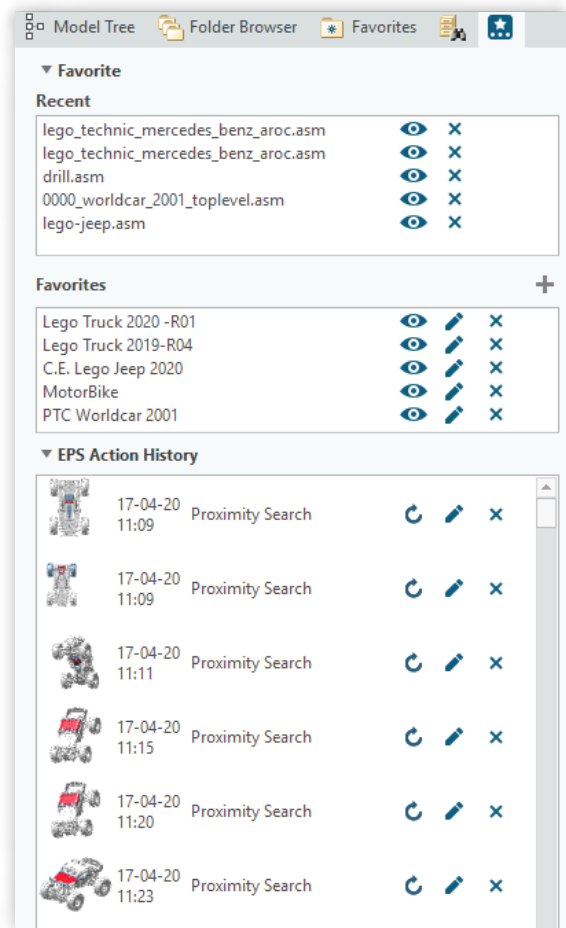 Model Tree Folder Browser Favorites
Favorite
Recent
lego_technic_mercedes_benz_aroc.asm
lego_technic_mercedes_benz_aroc.asm
drill.asm
0000_worldcar_2001_toplevel.asm
lego-jeep.asm
Favorites
Lego Truck 2020 -R01
Lego Truck 2019-R04
C.E. Lego Jeep 2020
MotorBike
PTC Worldcar 2001
EPS Action History
17-04-20
11:09
Proximity Search
17-04-20
11:09
Proximity Search
17-04-20
11:11
Proximity Search
17-04-20
11:15
Proximity Search
17-04-20
11:20
Proximity Search
17-04-20
11:23
Proximity Search